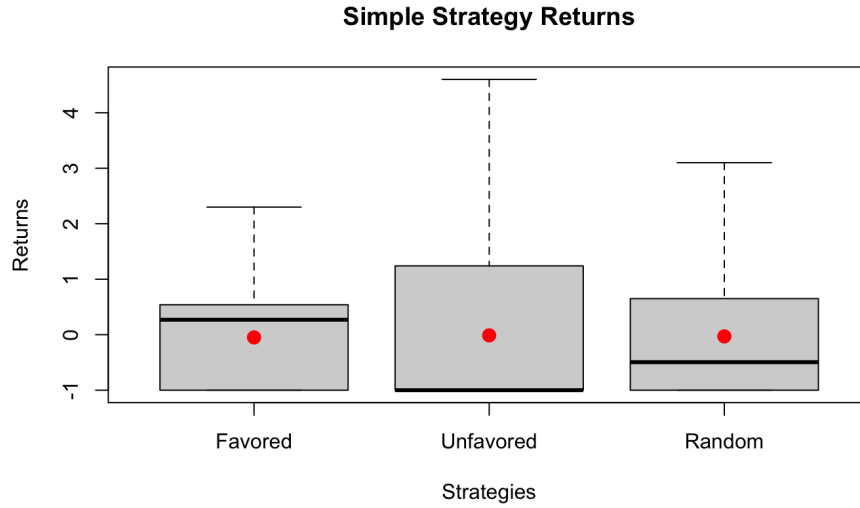 Simple Strategy Returns
Returns
4
3
2
1
0
-1
Favored Unfavored Random
Strategies